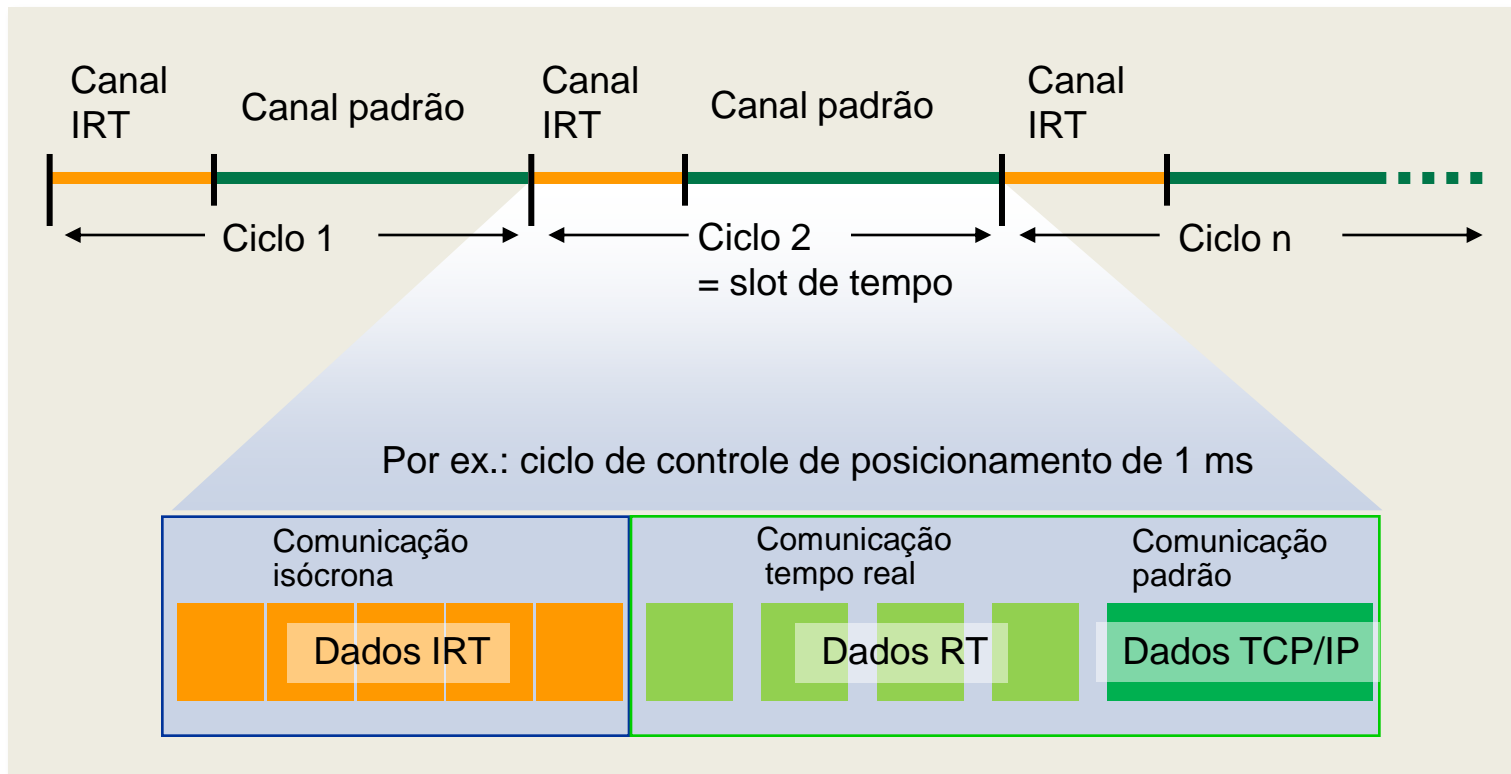 Canal
IRT
Canal padrão
Canal
IRT
Canal padrão
Canal
IRT
Ciclo 1
Ciclo 2
= slot de tempo
Ciclo n
Por ex.: ciclo de controle de posicionamento de 1 ms
Comunicação
isócrona
Comunicação
tempo real
Comunicação
padrão
Dados IRT
Dados RT
Dados TCP/IP